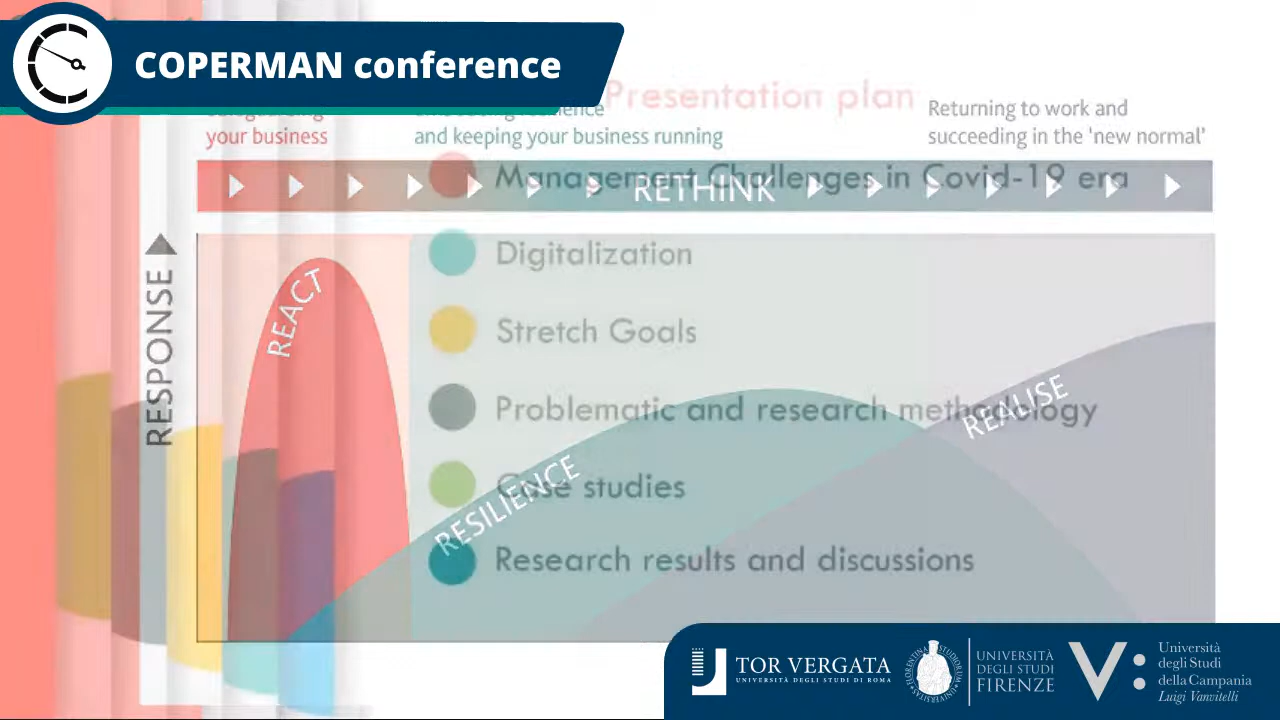 COPERMAN conference
Presentation plan
your business
and keeping your business running
Returning to work and
succeeding in the 'new normal'
Management Challenges in Covid-19 era
RETHINK
RESPONSE
REACT
Digitalization
Stretch Goals
Problematic and research methodology
REALISE
Case studies
RESILIENCE
Research results and discussions
TOR VERGATA
UNIVERSITÀ DEGLI STUDI DI ROMA
UNIVERSITÀ
DEGLI STUDI
FIRENZE
Università
degli Studi
della Campania
Luigi Vanvitelli